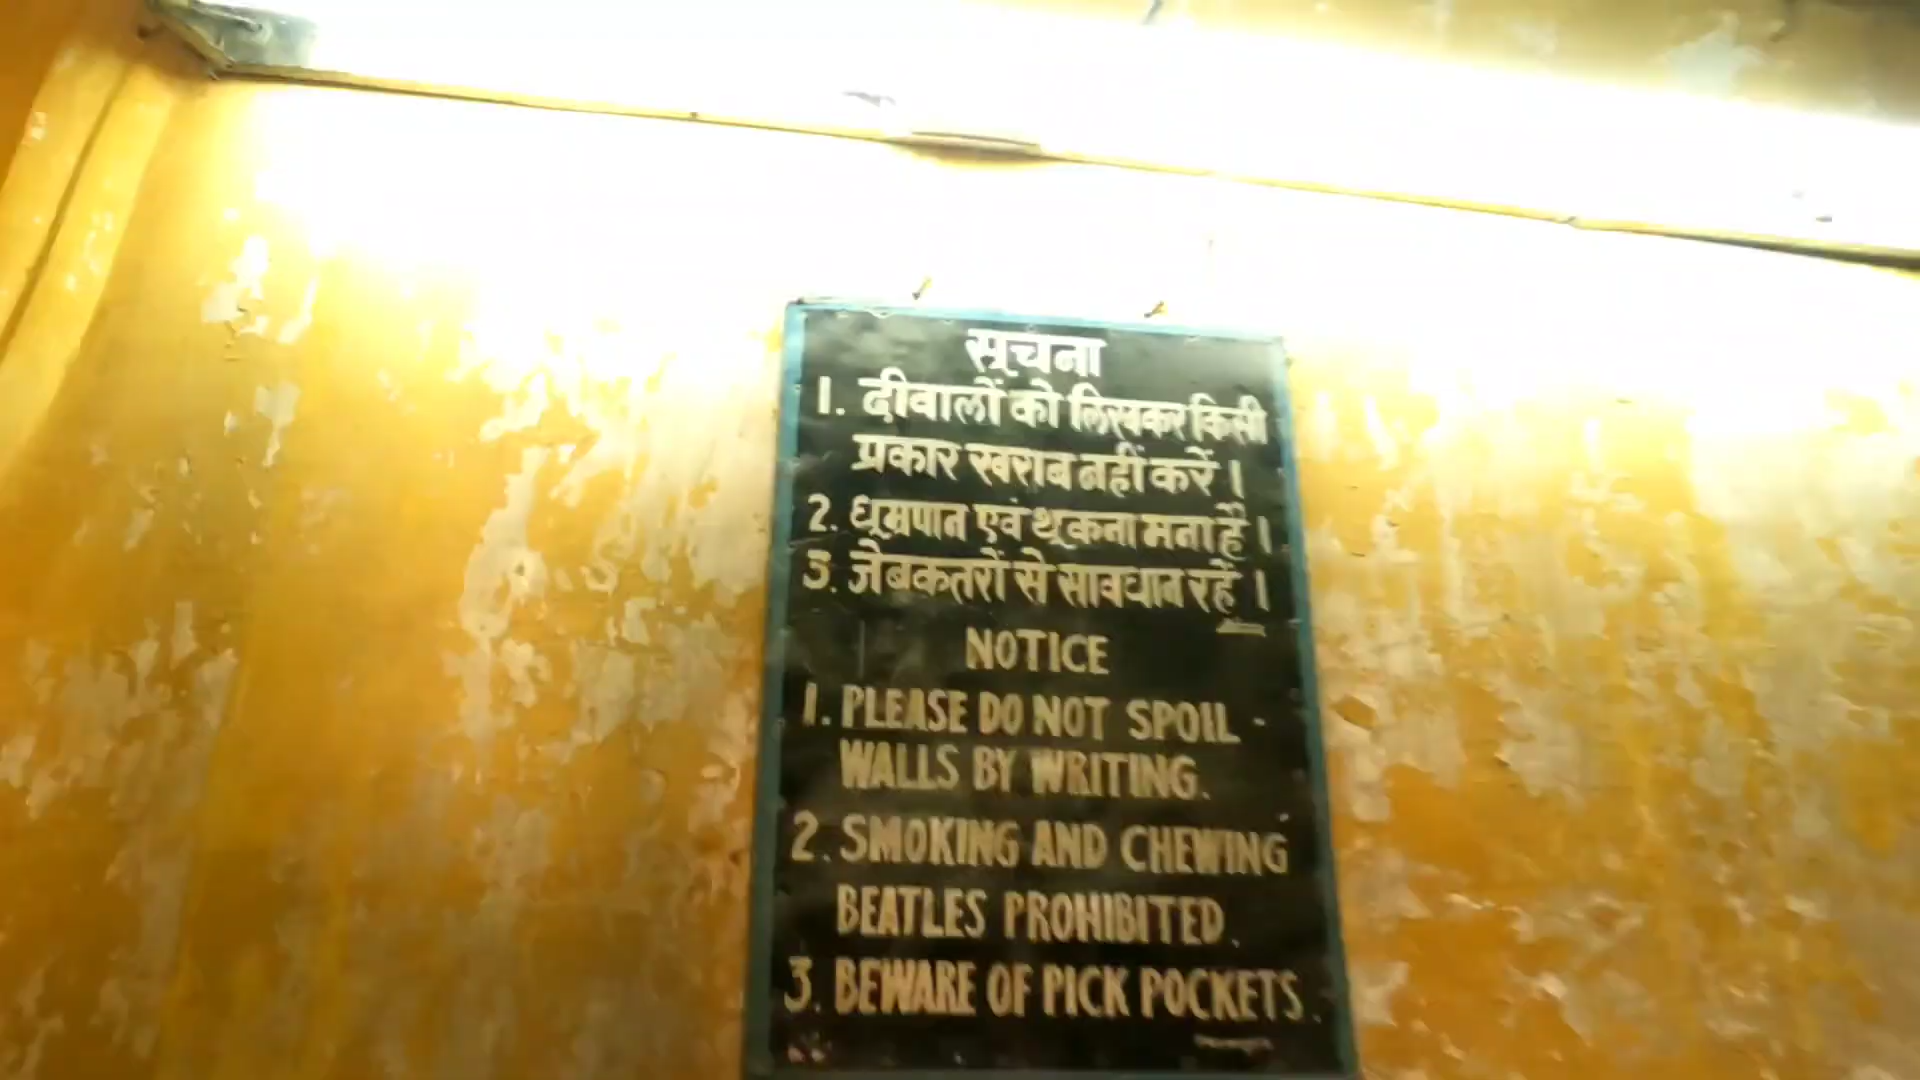 सूचना
1. दीवालों को लिखकर किसी
प्रकार खराब नहीं करें ।
2. धूम्रपान एवं थूकना मना है ।
3. जेबकतरों से सावधान रहें ।
NOTICE
1. PLEASE DO NOT SPOIL -
WALLS BY WRITING.
2. SMOKING AND CHEWING
BEATLES PROHIBITED.
3. BEWARE OF PICK POCKETS.